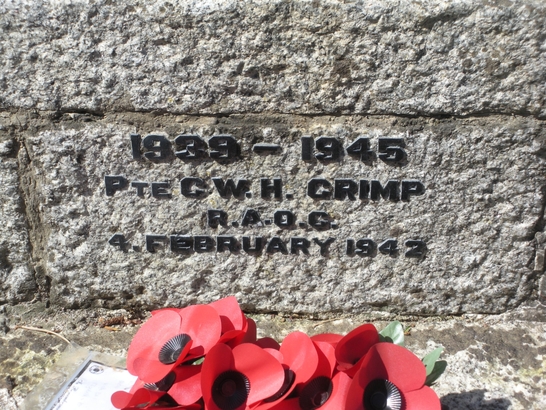 1939 - 1945
PTE G.W.H. CRIMP
R.A.O.C.
4. FEBRUARY 1942